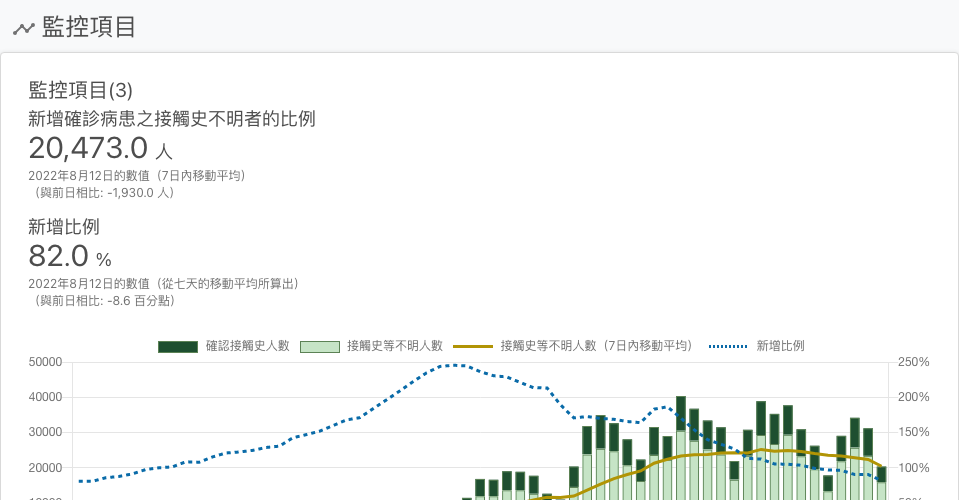 監控項目
監控項目(3)
新增確診病患之接觸史不明者的比例
20,473.0 人
2022年8月12日的數值（7日內移動平均）
（與前日相比: -1,930.0 人）
新增比例
82.0 %
2022年8月12日的數值（從七天的移動平均所算出）
（與前日相比: -8.6 百分點）
確認接觸史人數 接觸史等不明人數 接觸史等不明人數（7日內移動平均） 新增比例
50000 250%
40000 200%
30000 150%
20000 100%